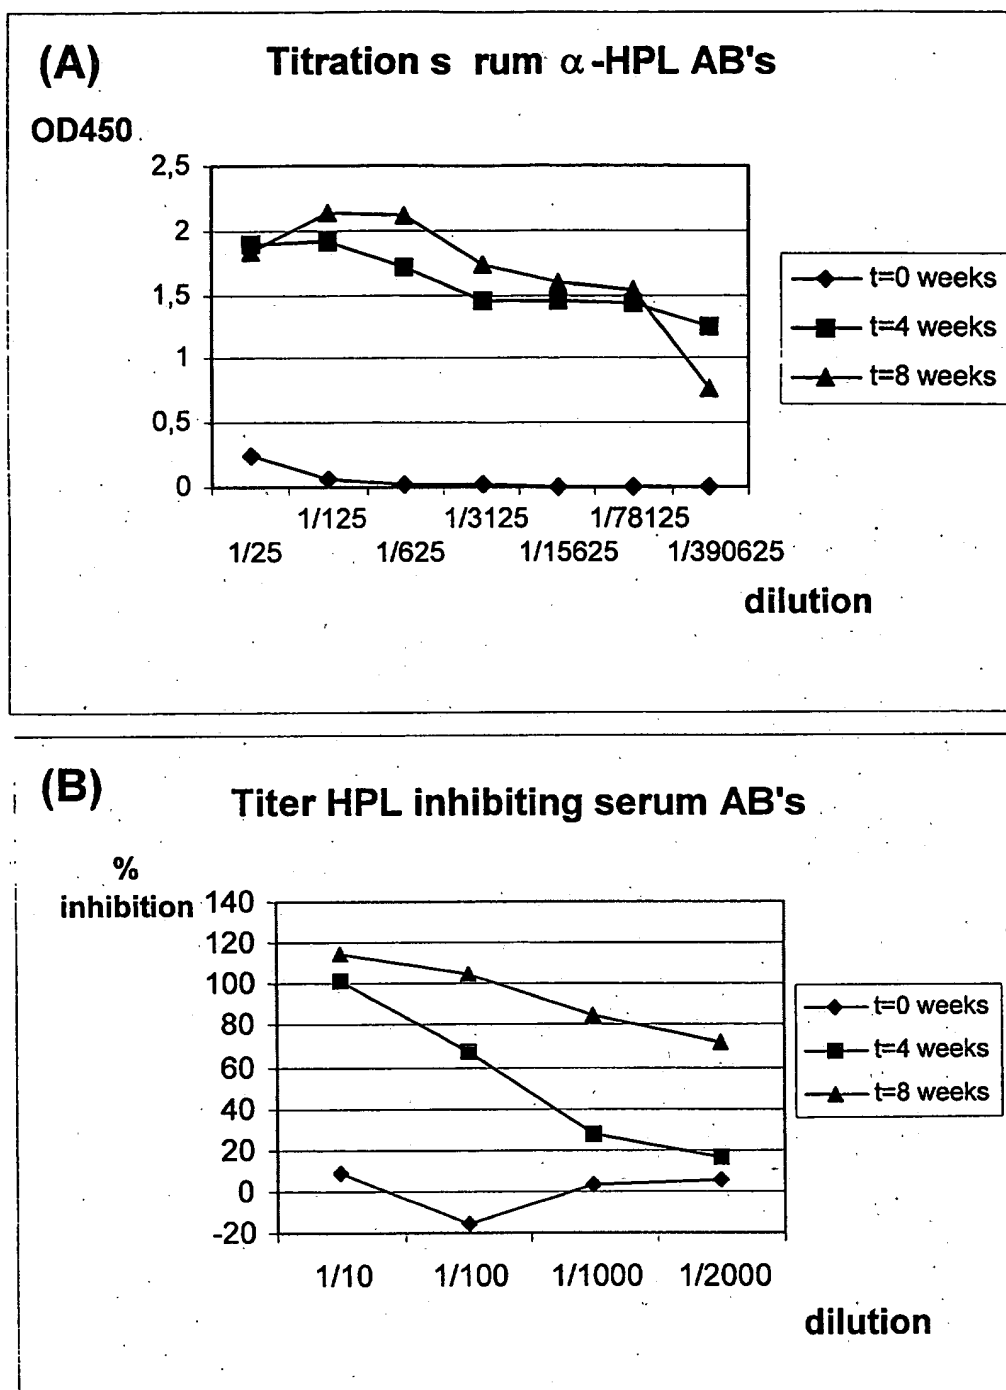 (A)
Titration s rum α-HPL AB's
OD450
2,5
2
1,5
1
0,5
0
1/125 1/3125 1/78125
1/25 1/625 1/15625 1/390625
dilution
t=0 weeks
t=4 weeks
t=8 weeks
(B)
Titer HPL inhibiting serum AB's
%
inhibition
140
120
100
80
60
40
20
0
-20
1/10 1/100 1/1000 1/2000
dilution
t=0 weeks
t=4 weeks
t=8 weeks